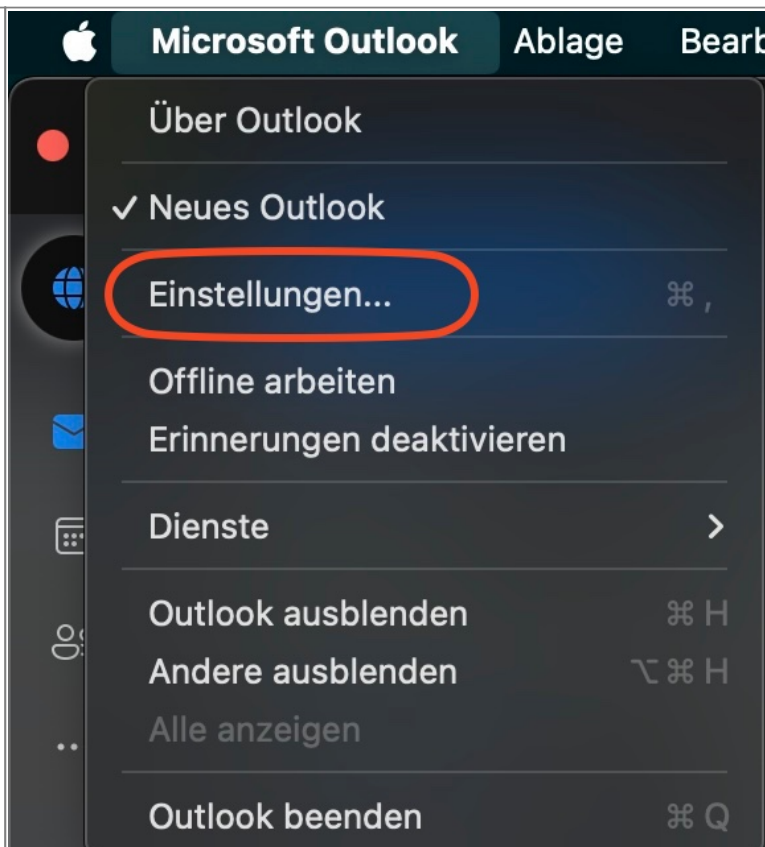 Microsoft Outlook Ablage Bearb
Über Outlook
✓ Neues Outlook
Einstellungen... ⌘ ,
Offline arbeiten
Erinnerungen deaktivieren
Dienste >
Outlook ausblenden ⌘ H
Andere ausblenden ⌥ ⌘ H
Alle anzeigen
Outlook beenden ⌘ Q